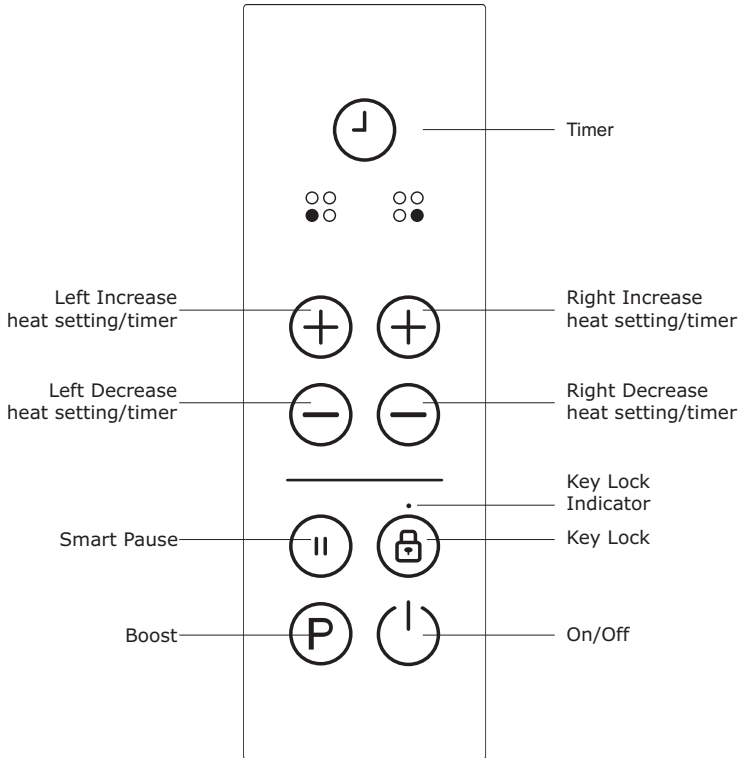 Timer
Left Increase
heat setting/timer
Right Increase
heat setting/timer
Left Decrease
heat setting/timer
Right Decrease
heat setting/timer
Key Lock
Indicator
Smart Pause
Key Lock
Boost
P
On/Off